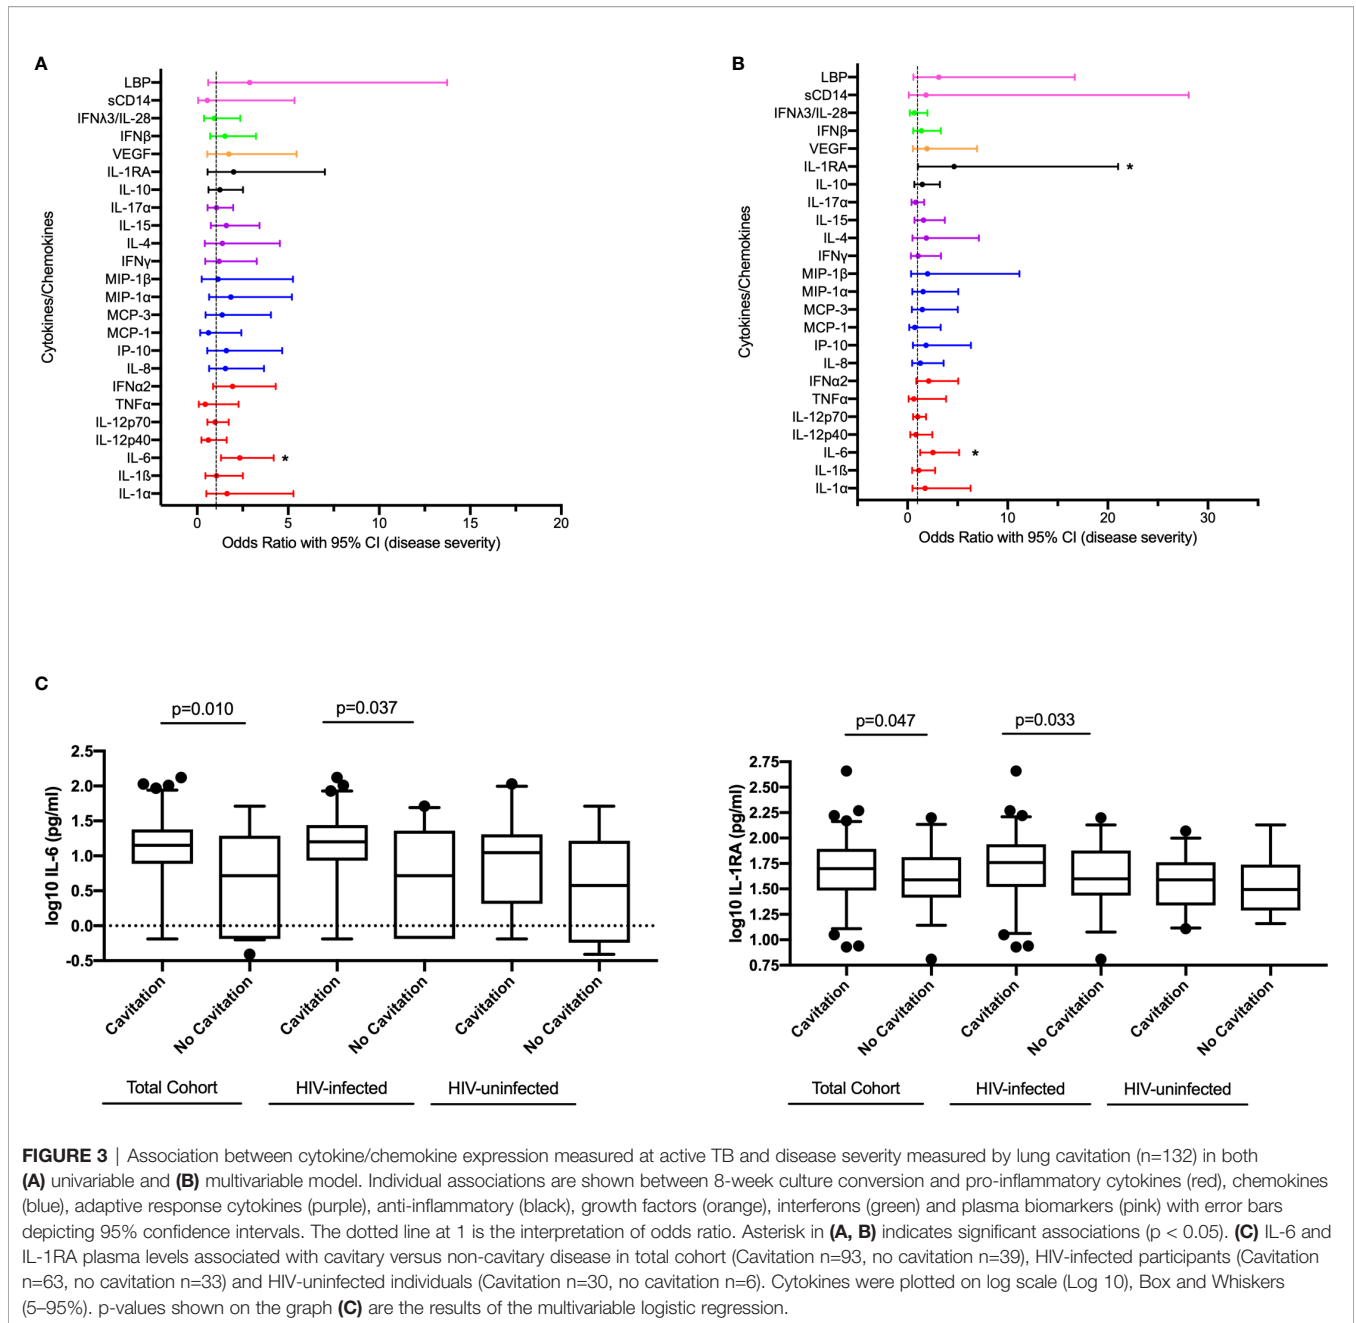 A
LBP
sCD14
IFNλ3/IL-28
IFNβ
VEGF
IL-1RA
IL-10
IL-17α
IL-15
IL-4
IFNγ
MIP-1β
MIP-1α
MCP-3
MCP-1
IP-10
IL-8
IFNα2
TNFα
IL-12p70
IL-12p40
IL-6 *
IL-1ß
IL-1α
Cytokines/Chemokines
0 5 10 15 20
Odds Ratio with 95% CI (disease severity)
B
LBP
sCD14
IFNλ3/IL-28
IFNβ
VEGF
IL-1RA *
IL-10
IL-17α
IL-15
IL-4
IFNγ
MIP-1β
MIP-1α
MCP-3
MCP-1
IP-10
IL-8
IFNα2
TNFα
IL-12p70
IL-12p40
IL-6 *
IL-1ß
IL-1α
Cytokines/Chemokines
0 10 20 30
Odds Ratio with 95% CI (disease severity)
C
p=0.010 p=0.037
log10 IL-6 (pg/ml)
2.5
2.0
1.5
1.0
0.5
0.0
-0.5
Cavitation No Cavitation Cavitation No Cavitation Cavitation No Cavitation
Total Cohort HIV-infected HIV-uninfected
p=0.047 p=0.033
log10 IL-1RA (pg/ml)
2.75
2.50
2.25
2.00
1.75
1.50
1.25
1.00
0.75
Cavitation No Cavitation Cavitation No Cavitation Cavitation No Cavitation
Total Cohort HIV-infected HIV-uninfected
FIGURE 3 | Association between cytokine/chemokine expression measured at active TB and disease severity measured by lung cavitation (n=132) in both
(A) univariable and (B) multivariable model. Individual associations are shown between 8-week culture conversion and pro-inflammatory cytokines (red), chemokines
(blue), adaptive response cytokines (purple), anti-inflammatory (black), growth factors (orange), interferons (green) and plasma biomarkers (pink) with error bars
depicting 95% confidence intervals. The dotted line at 1 is the interpretation of odds ratio. Asterisk in (A, B) indicates significant associations (p < 0.05). (C) IL-6 and
IL-1RA plasma levels associated with cavitary versus non-cavitary disease in total cohort (Cavitation n=93, no cavitation n=39), HIV-infected participants (Cavitation
n=63, no cavitation n=33) and HIV-uninfected individuals (Cavitation n=30, no cavitation n=6). Cytokines were plotted on log scale (Log 10), Box and Whiskers
(5–95%). p-values shown on the graph (C) are the results of the multivariable logistic regression.